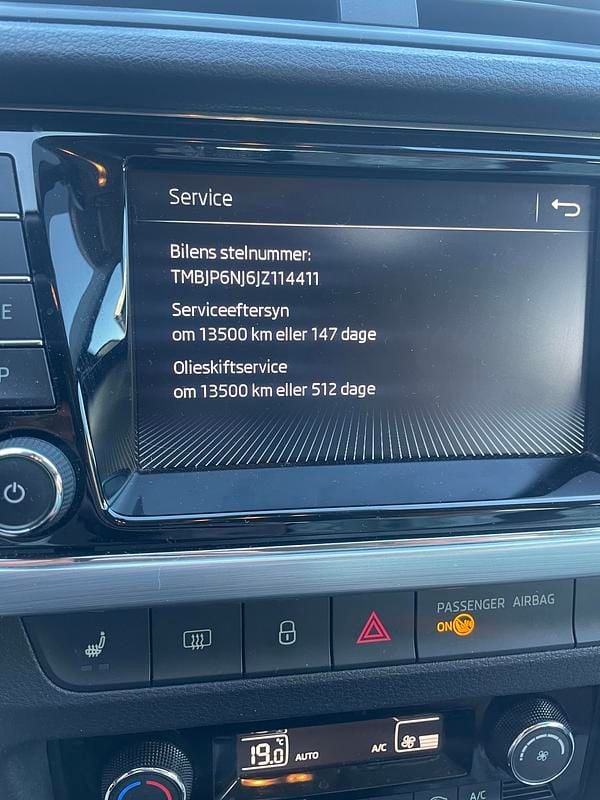 Service
Bilens stelnummer:
TMBJP6NJ6JZ114411
Serviceeftersyn
om 13500 km eller 147 dage
Olieskiftservice
om 13500 km eller 512 dage
E
P
PASSENGER AIRBAG
ON
19.0 °C AUTO A/C
A/C